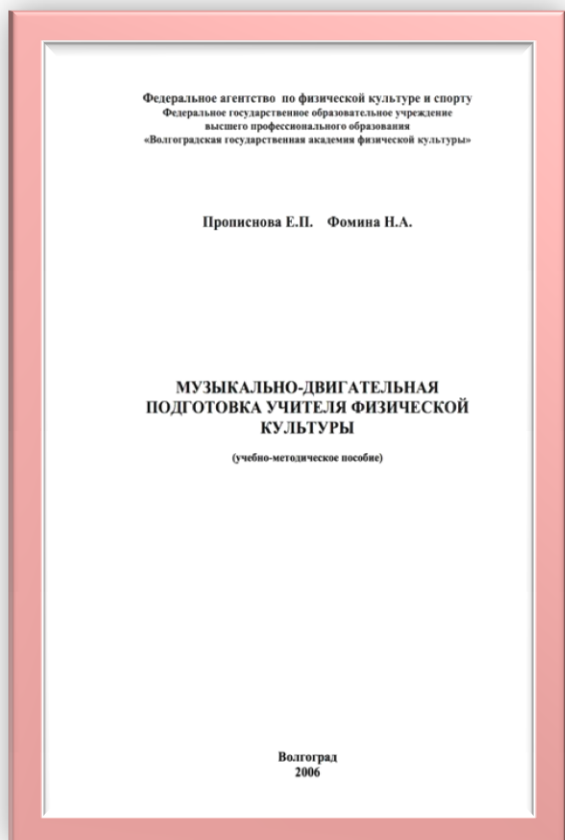 Федеральное агентство по физической культуре и спорту
Федеральное государственное образовательное учреждение
высшего профессионального образования
«Волгоградская государственная академия физической культуры»
Прописнова Е.П. Фомина Н.А.
МУЗЫКАЛЬНО-ДВИГАТЕЛЬНАЯ
ПОДГОТОВКА УЧИТЕЛЯ ФИЗИЧЕСКОЙ
КУЛЬТУРЫ
(учебно-методическое пособие)
Волгоград
2006